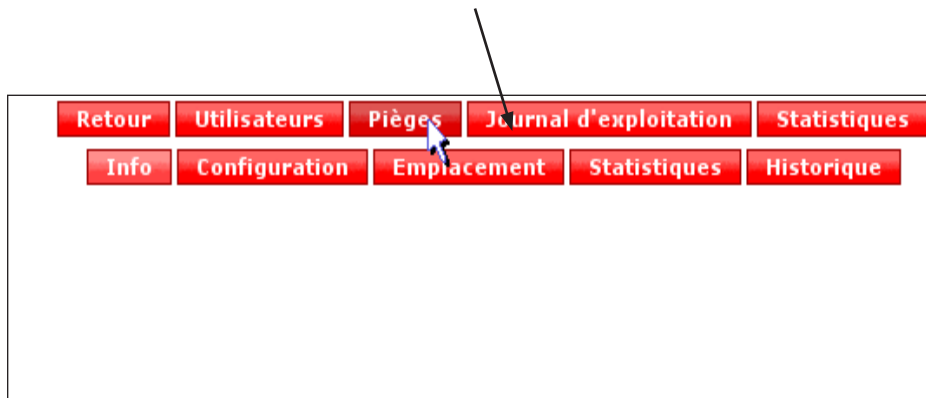 Retour Utilisateurs Pièges Journal d'exploitation Statistiques
Info Configuration Emplacement Statistiques Historique